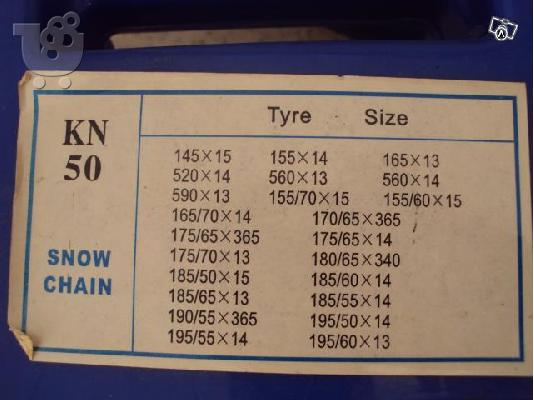 KN
50
SNOW
CHAIN
Tyre Size
145×15 155×14 165×13
520×14 560×13 560×14
590×13 155/70×15 155/60×15
165/70×14 170/65×365
175/65×365 175/65×14
175/70×13 180/65×340
185/50×15 185/60×14
185/65×13 185/55×14
190/55×365 195/50×14
195/55×14 195/60×13